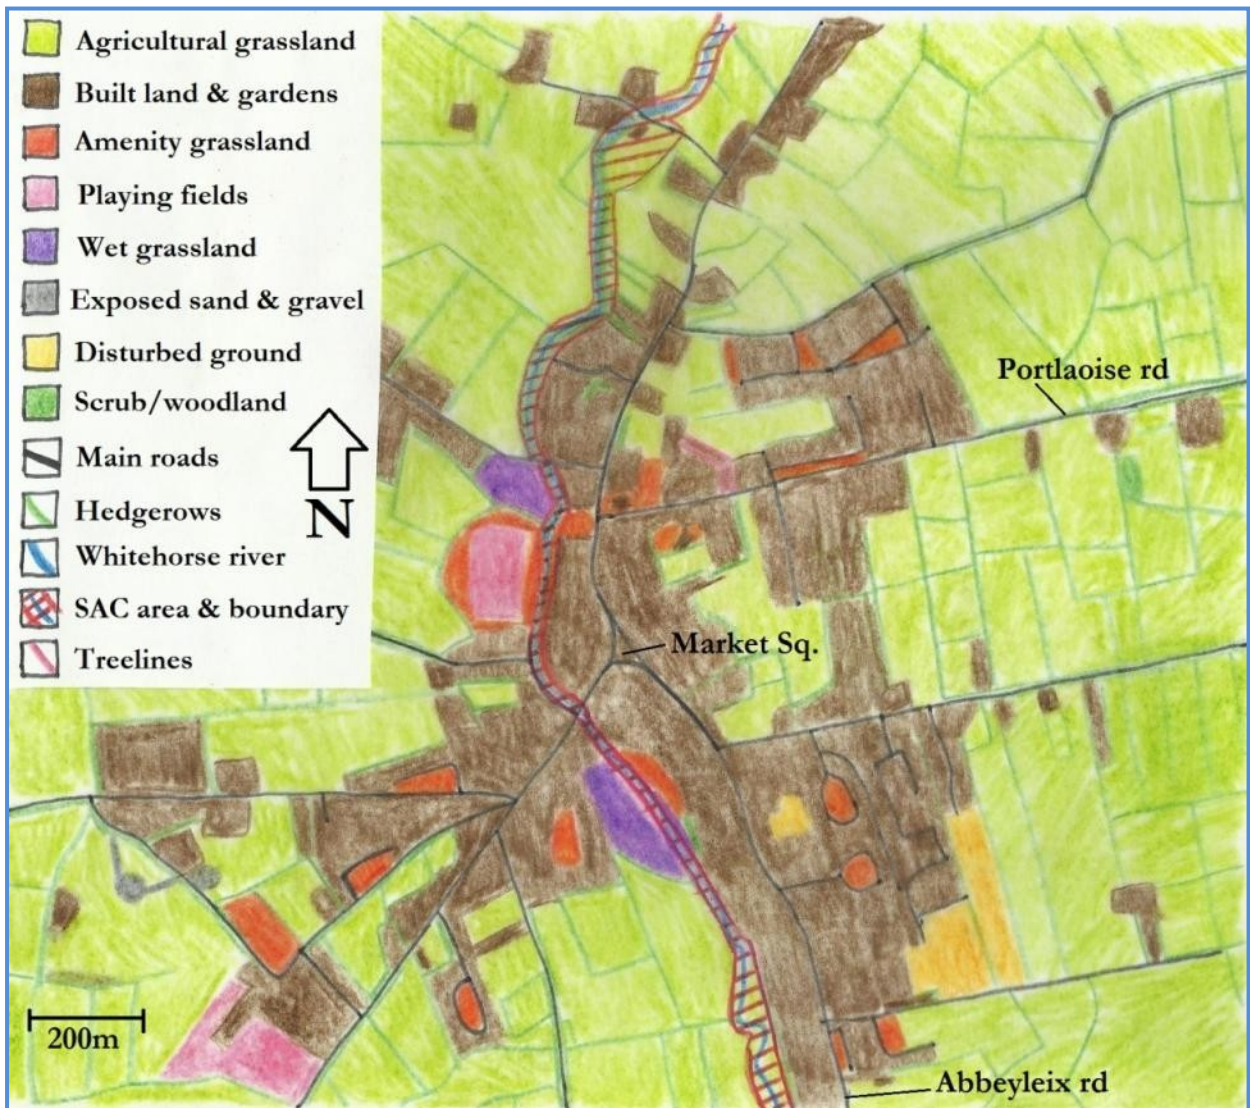 Agricultural grassland
Built land & gardens
Amenity grassland
Playing fields
Wet grassland
Exposed sand & gravel
Disturbed ground
Scrub/woodland
Main roads
N
Hedgerows
Whitehorse river
SAC area & boundary
Treelines
Portlaoise rd
Market Sq.
200m
Abbeyleix rd